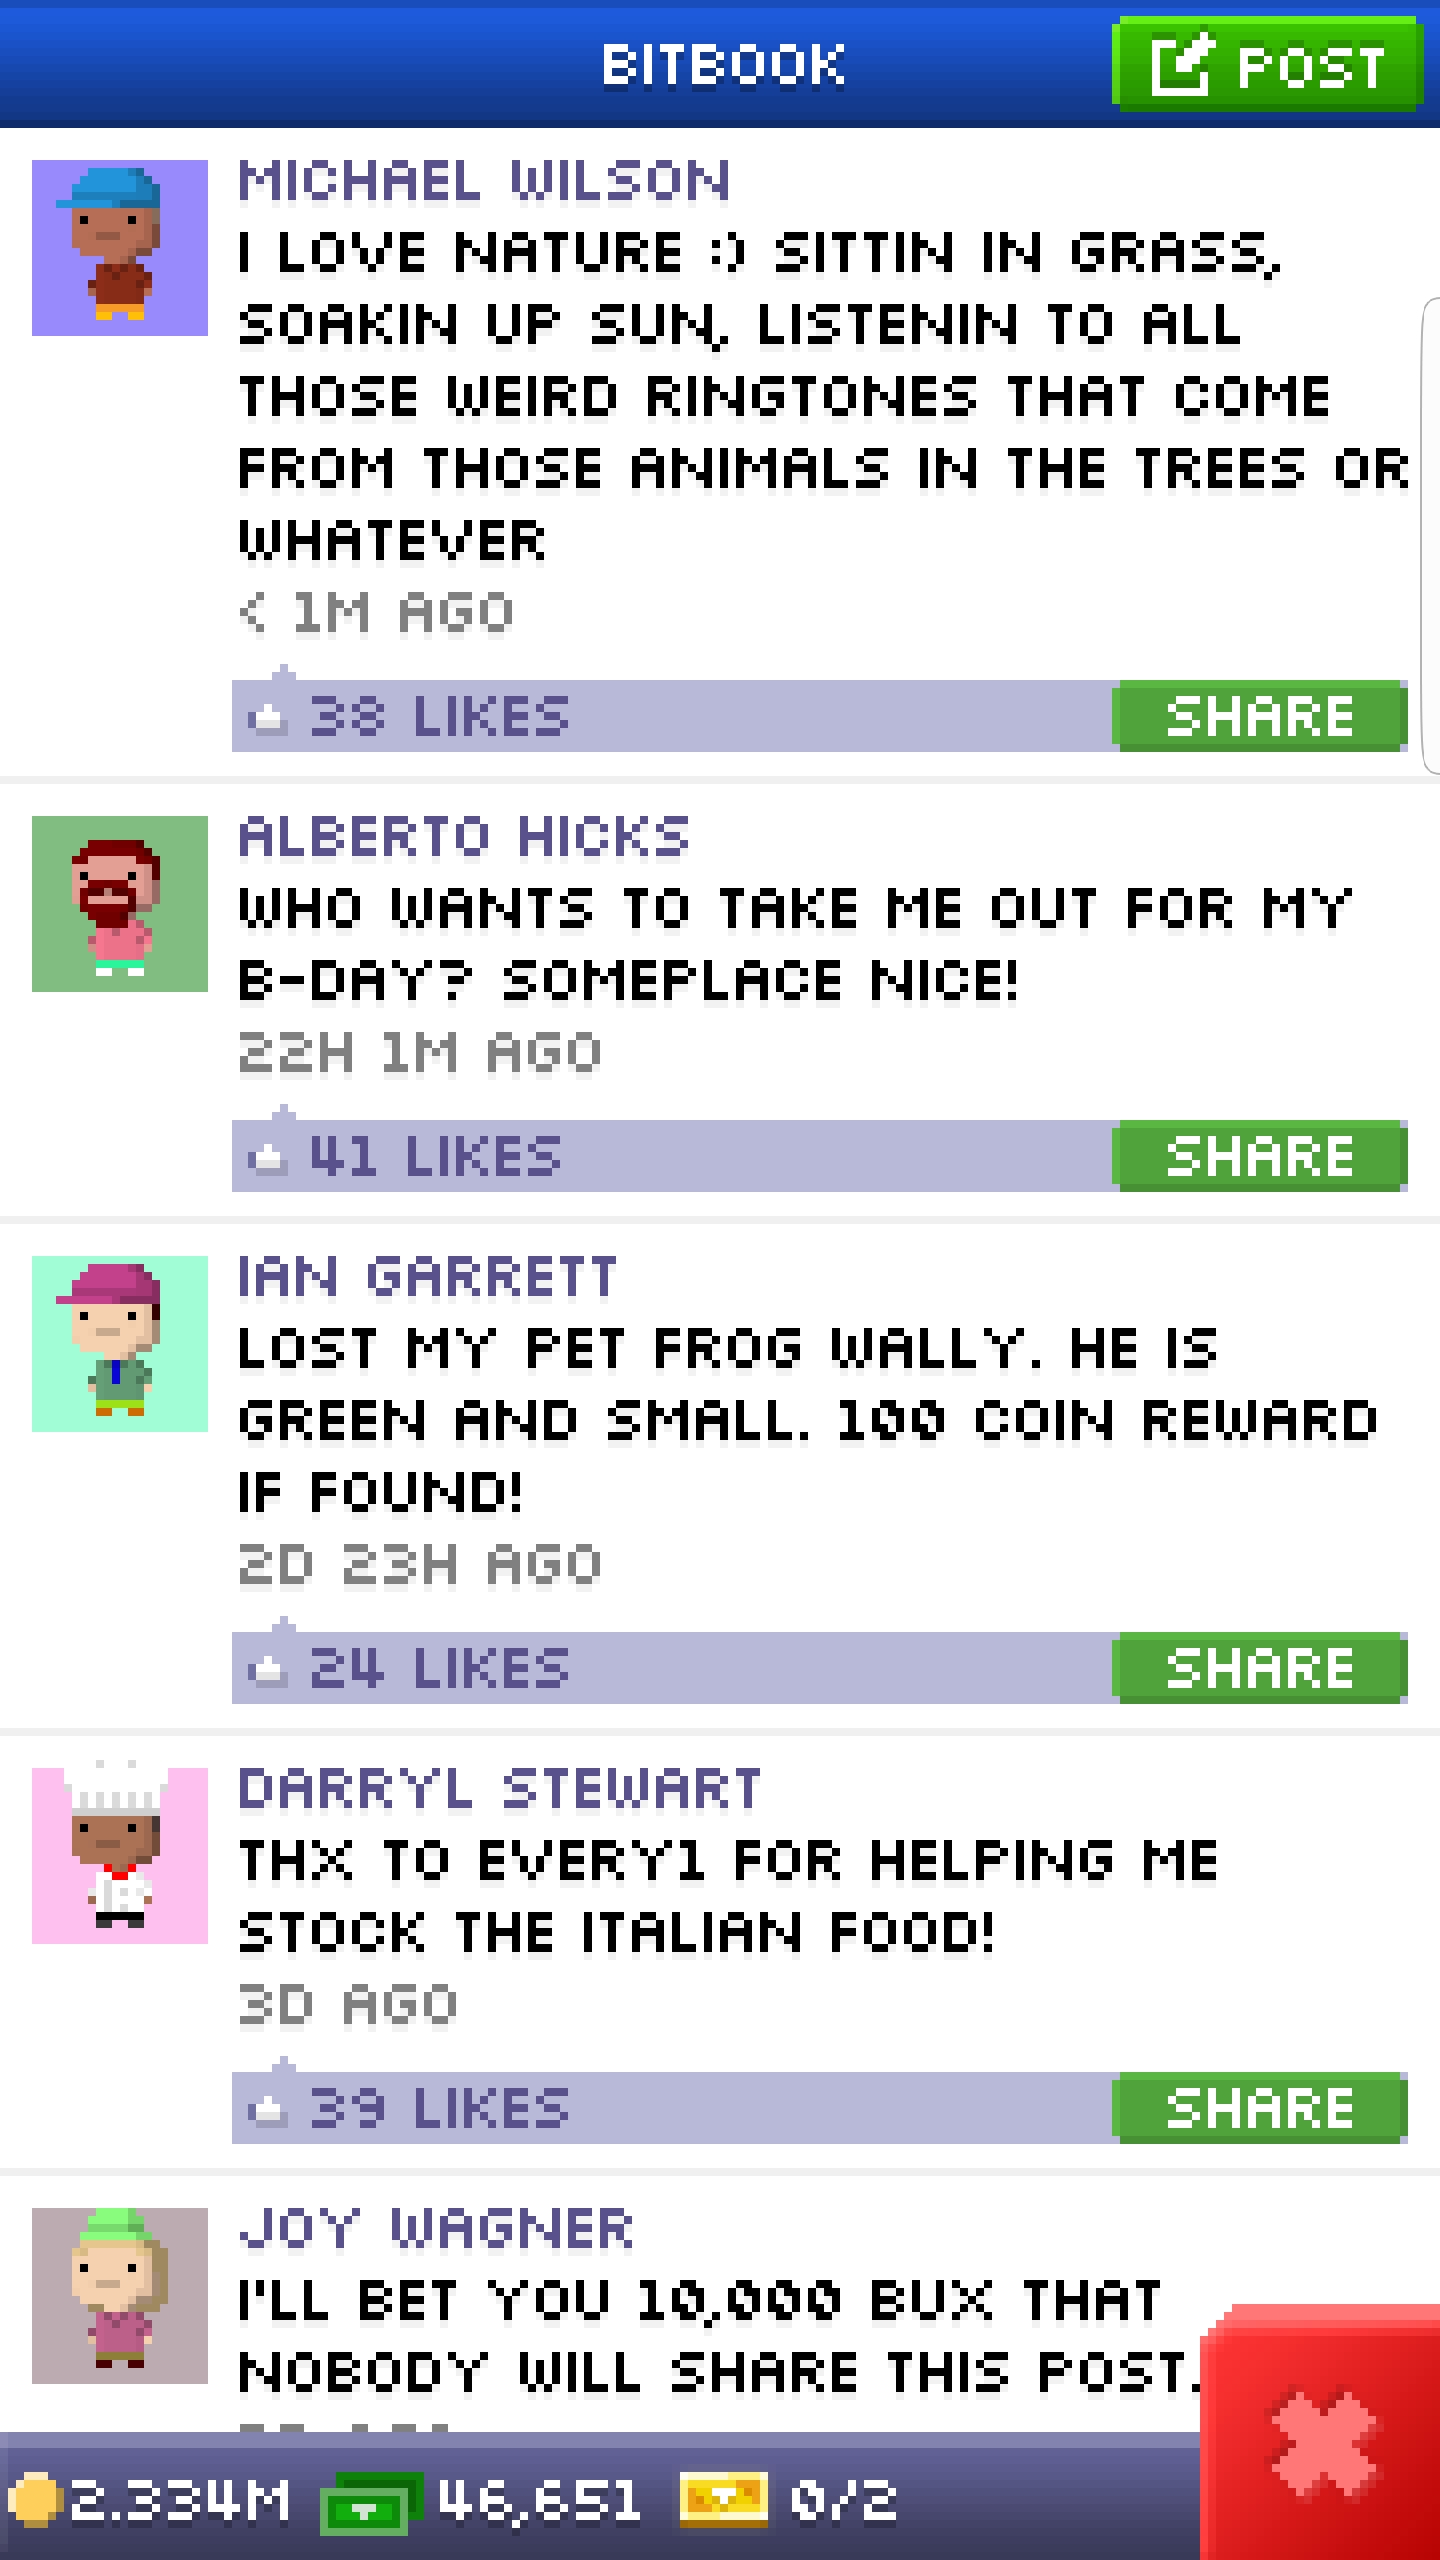 BITBOOK
POST
MICHAEL WILSON
I LOVE NATURE :) SITTIN IN GRASS,
SOAKIN UP SUN, LISTENIN TO ALL
THOSE WEIRD RINGTONES THAT COME
FROM THOSE ANIMALS IN THE TREES OR
WHATEVER
< 1M AGO
38 LIKES
SHARE
ALBERTO HICKS
WHO WANTS TO TAKE ME OUT FOR MY
B-DAY? SOMEPLACE NICE!
22H 1M AGO
41 LIKES
SHARE
IAN GARRETT
LOST MY PET FROG WALLY. HE IS
GREEN AND SMALL. 100 COIN REWARD
IF FOUND!
2D 23H AGO
24 LIKES
SHARE
DARRYL STEWART
THX TO EVERY1 FOR HELPING ME
STOCK THE ITALIAN FOOD!
3D AGO
39 LIKES
SHARE
JOY WAGNER
I'LL BET YOU 10,000 BUX THAT
NOBODY WILL SHARE THIS POST.
2.334M
46,651
0/2